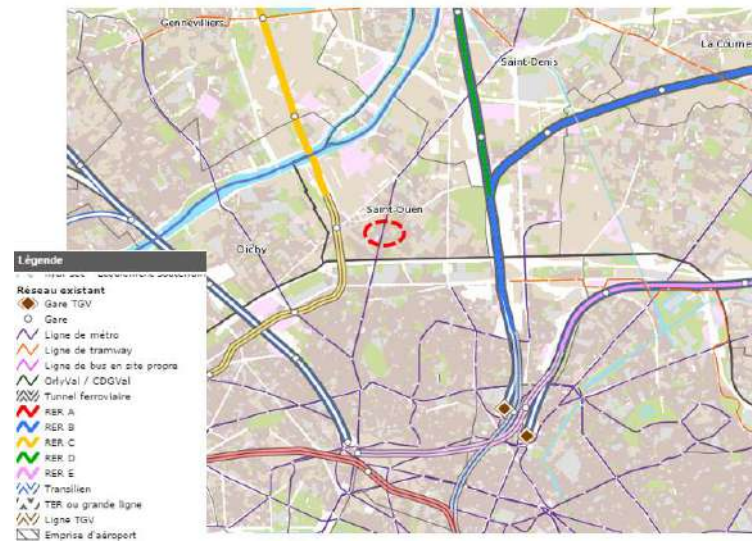 Gennevilliers
La Courne
Saint-Denis
Saint-Ouen
Clichy
Légende
Réseau existant
Gare TGV
Gare
Ligne de métro
Ligne de tramway
Ligne de bus en site propre
OrlyVal / CDGVal
Tunnel ferroviaire
RER A
RER B
RER C
RER D
RER E
Transilien
TER ou grande ligne
Ligne TGV
Emprise d'aéroport